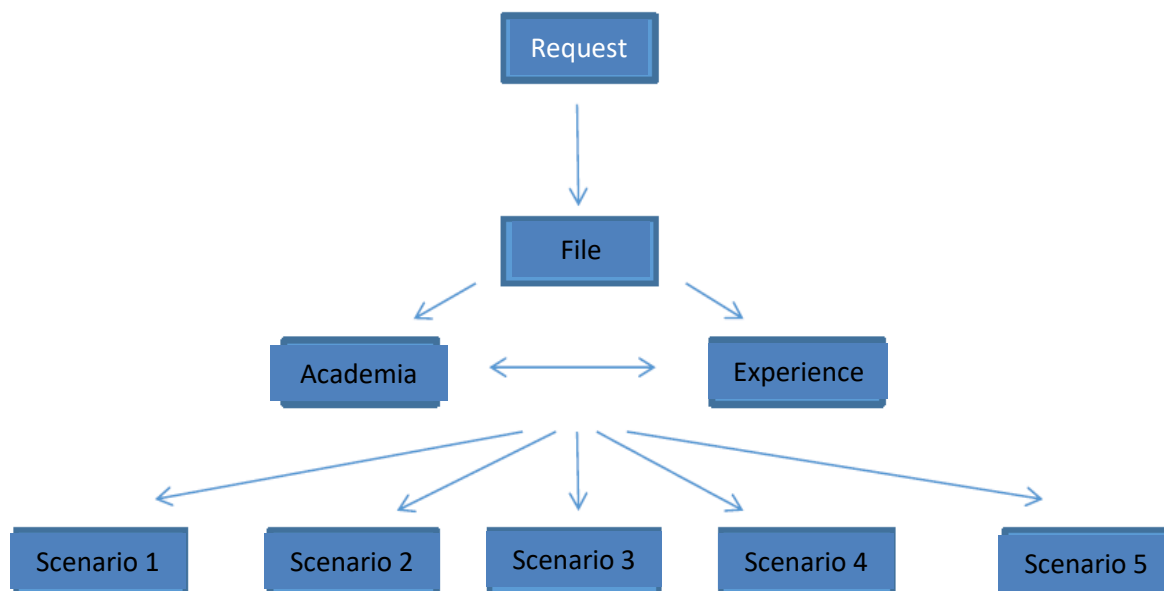 Request
File
Academia
Experience
Scenario 1
Scenario 2
Scenario 3
Scenario 4
Scenario 5